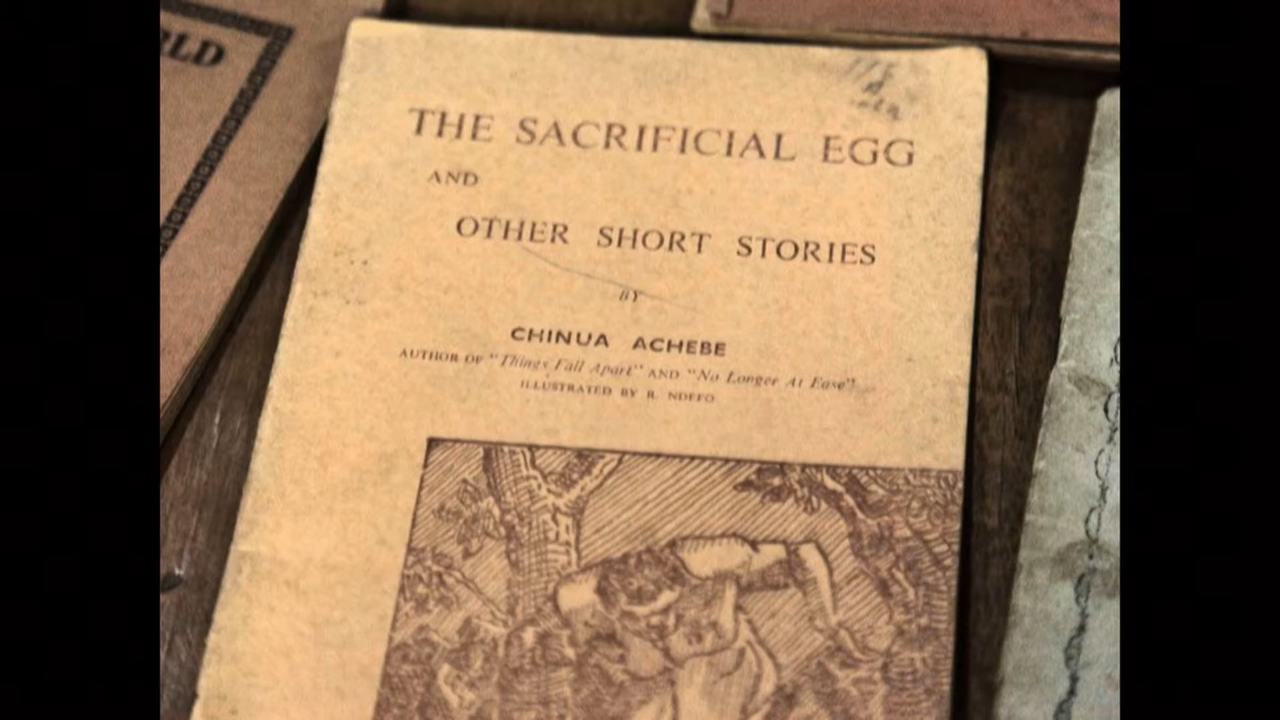 RLD
THE SACRIFICIAL EGG
AND
OTHER SHORT STORIES
BY
CHINUA ACHEBE
AUTHOR OF "Things Fall Apart" AND "No Longer At Ease"
ILLUSTRATED BY R. NDEFO